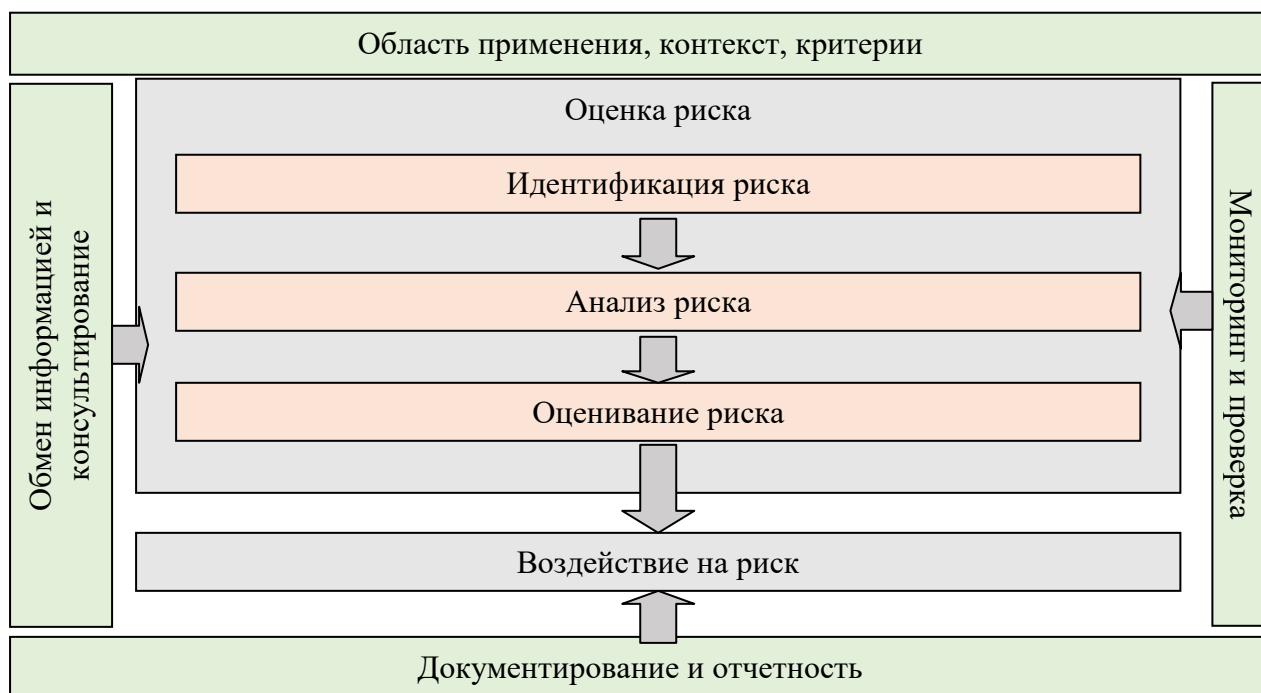 Область применения, контекст, критерии
Оценка риска
Идентификация риска
Анализ риска
Оценивание риска
Воздействие на риск
Обмен информацией и
консультирование
Мониторинг и проверка
Документирование и отчетность